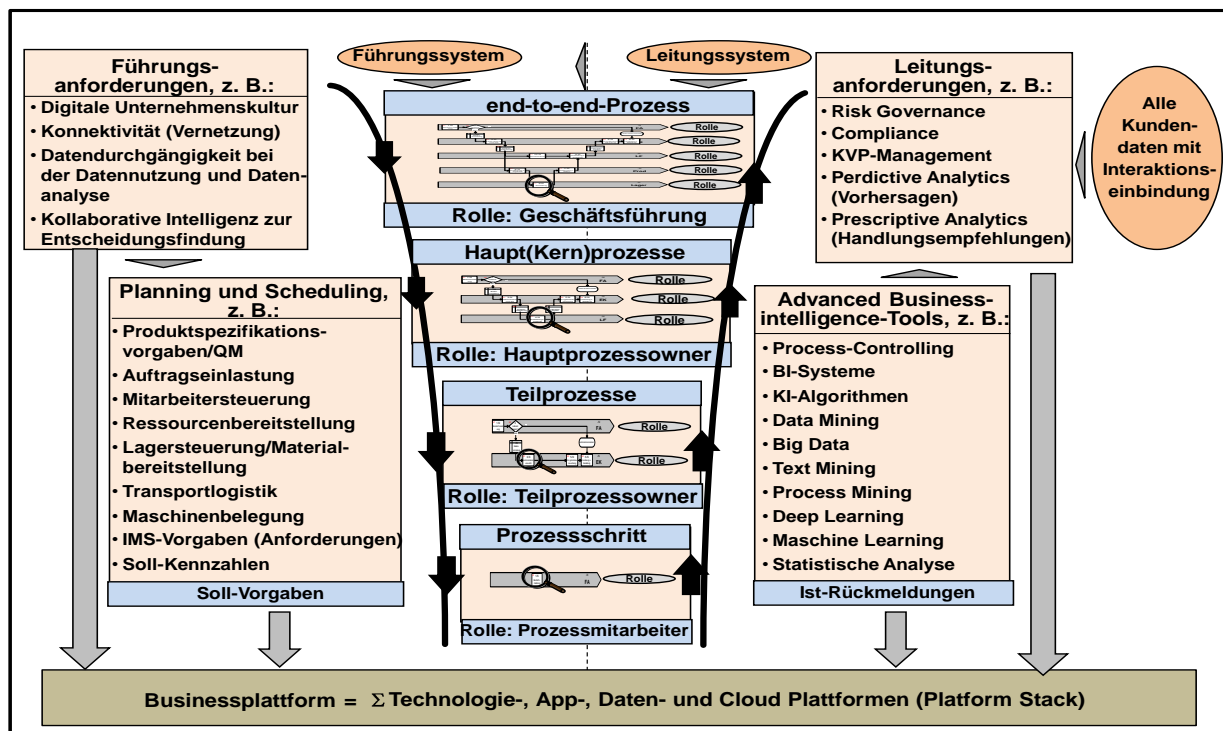 Führungssystem
Leitungssystem
Führungs-
anforderungen, z. B.:
• Digitale Unternehmenskultur
• Konnektivität (Vernetzung)
• Datendurchgängigkeit bei
der Datennutzung und Daten-
analyse
• Kollaborative Intelligenz zur
Entscheidungsfindung
Planning und Scheduling,
z. B.:
• Produktspezifikations-
vorgaben/QM
• Auftragseinlastung
• Mitarbeitersteuerung
• Ressourcenbereitstellung
• Lagersteuerung/Material-
bereitstellung
• Transportlogistik
• Maschinenbelegung
• IMS-Vorgaben (Anforderungen)
• Soll-Kennzahlen
Soll-Vorgaben
end-to-end-Prozess
Rolle
Rolle
Rolle
Rolle
Rolle
Rolle: Geschäftsführung
Haupt(Kern)prozesse
Rolle
Rolle
Rolle
Rolle: Hauptprozessowner
Teilprozesse
Rolle
FA
Rolle
EK
Rolle: Teilprozessowner
Prozessschritt
Rolle
FA
Rolle: Prozessmitarbeiter
Leitungs-
anforderungen, z. B.:
• Risk Governance
• Compliance
• KVP-Management
• Perdictive Analytics
(Vorhersagen)
• Prescriptive Analytics
(Handlungsempfehlungen)
Alle
Kunden-
daten mit
Interaktions-
einbindung
Advanced Business-
intelligence-Tools, z. B.:
• Process-Controlling
• BI-Systeme
• KI-Algorithmen
• Data Mining
• Big Data
• Text Mining
• Process Mining
• Deep Learning
• Maschine Learning
• Statistische Analyse
Ist-Rückmeldungen
Businessplattform = Σ Technologie-, App-, Daten- und Cloud Plattformen (Platform Stack)